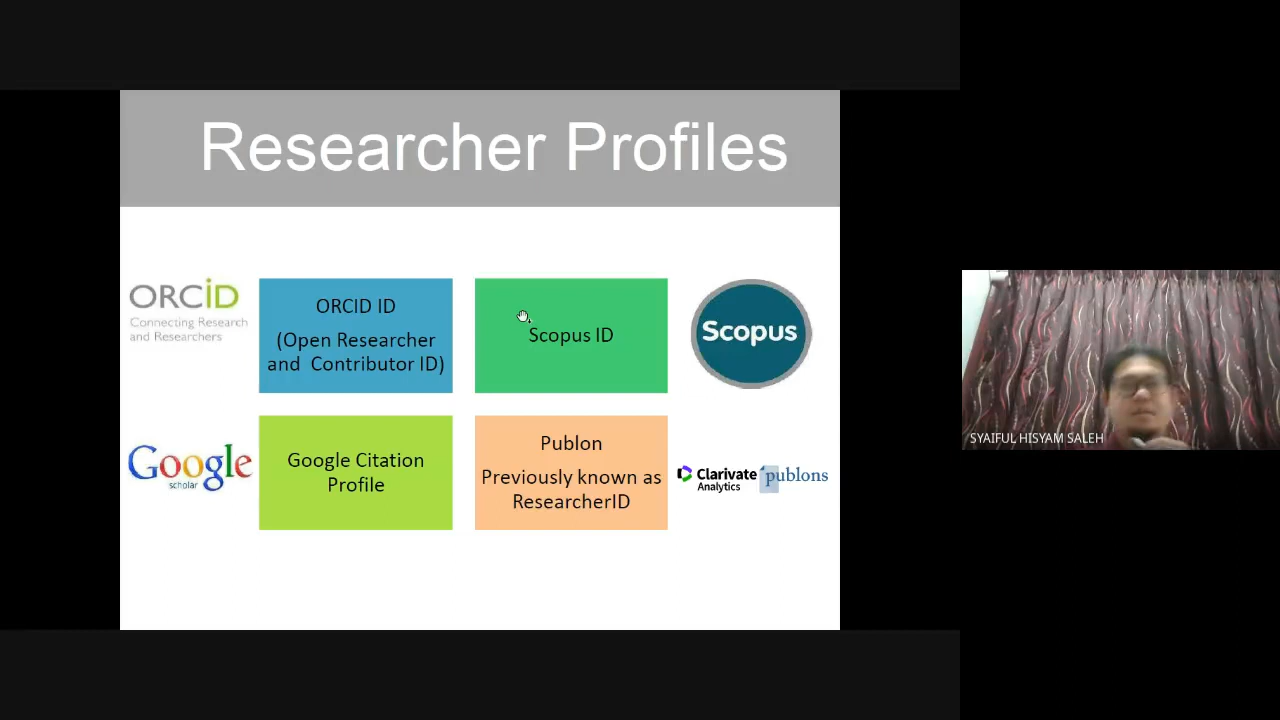 Researcher Profiles
ORCID
Connecting Research
and Researchers
ORCID ID
(Open Researcher
and Contributor ID)
Scopus ID
Scopus
Google
scholar
Google Citation
Profile
Publon
Previously known as
ResearcherID
Clarivate
Analytics
publons
SYAIFUL HISYAM SALEH